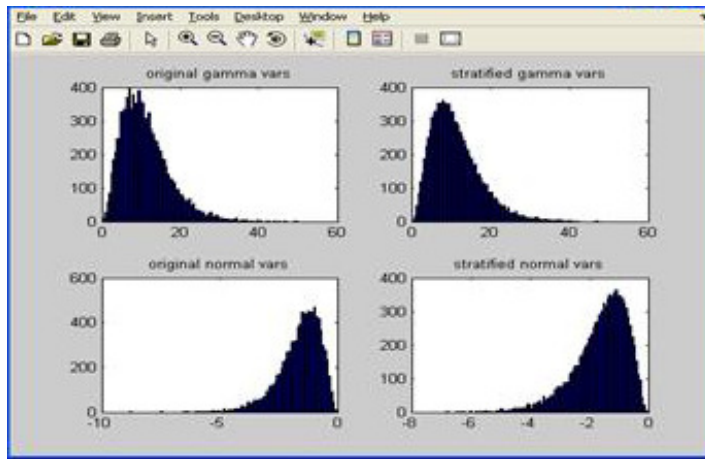 File Edit View Insert Tools Desktop Window Help
original gamma vars
400
300
200
100
0
0 20 40 60
stratified gamma vars
400
300
200
100
0
0 20 40 60
original normal vars
600
400
200
0
-10 -5 0
stratified normal vars
400
300
200
100
0
-8 -6 -4 -2 0